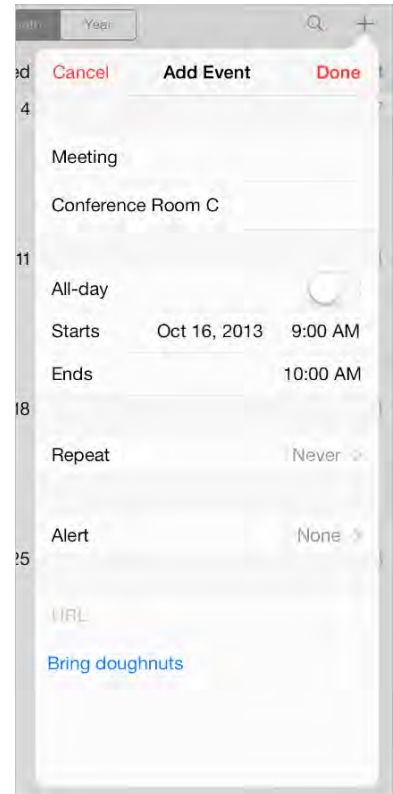 Year
ed Cancel Add Event Done
4
Meeting
Conference Room C
11
All-day
Starts Oct 16, 2013 9:00 AM
Ends 10:00 AM
18
Repeat Never >
Alert None >
25
URL
Bring doughnuts